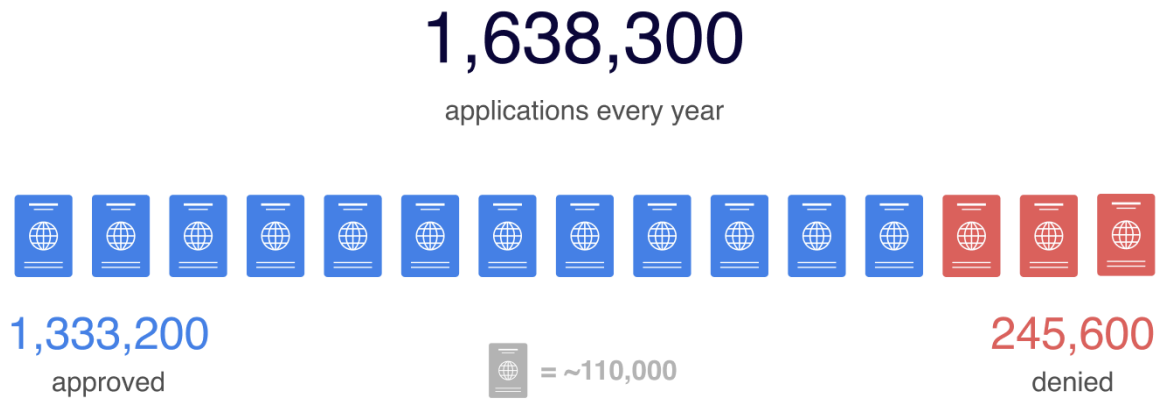 1,638,300
applications every year
1,333,200
approved
= ~110,000
245,600
denied